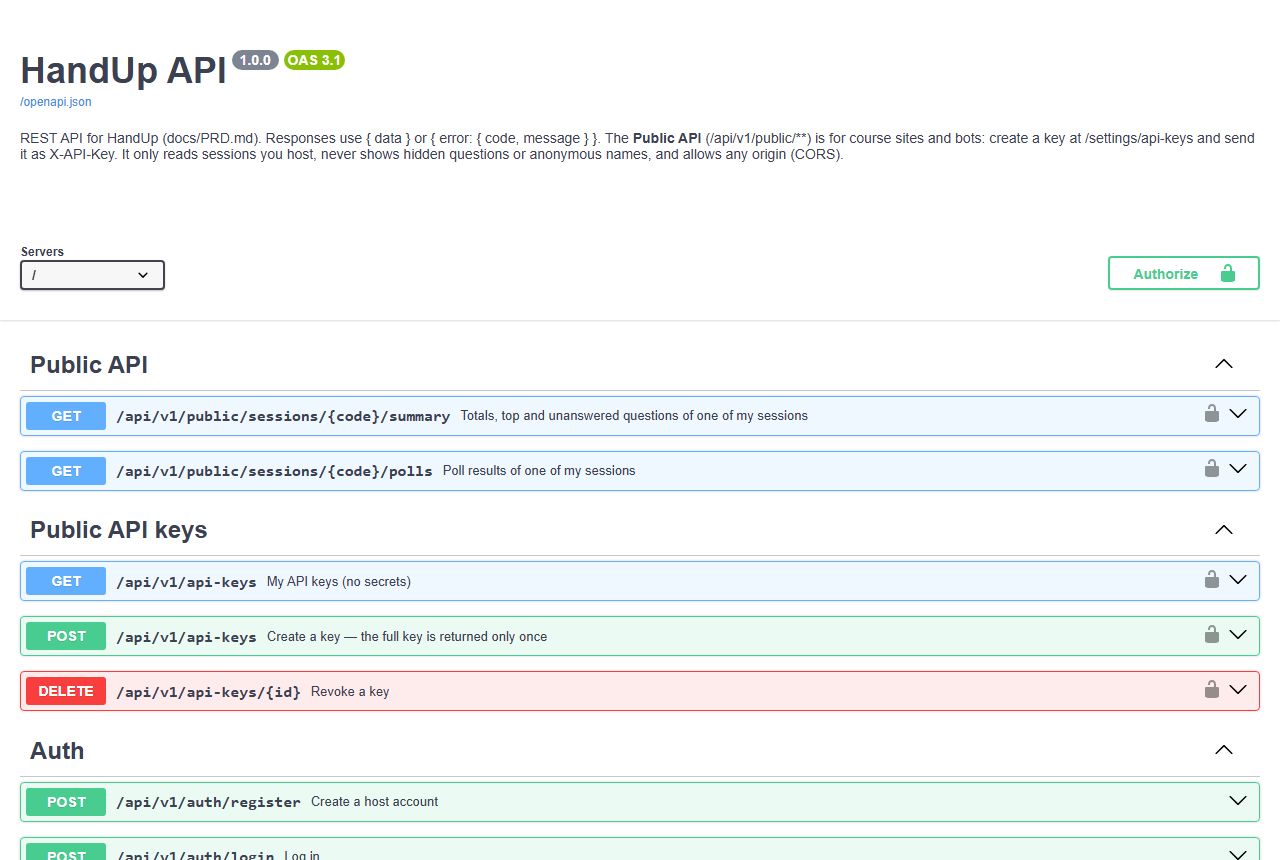 HandUp API 1.0.0 OAS 3.1
/openapi.json
REST API for HandUp (docs/PRD.md). Responses use { data } or { error: { code, message } }. The Public API (/api/v1/public/**) is for course sites and bots: create a key at /settings/api-keys and send
it as X-API-Key. It only reads sessions you host, never shows hidden questions or anonymous names, and allows any origin (CORS).
Servers
/
Authorize
Public API
GET /api/v1/public/sessions/{code}/summary Totals, top and unanswered questions of one of my sessions
GET /api/v1/public/sessions/{code}/polls Poll results of one of my sessions
Public API keys
GET /api/v1/api-keys My API keys (no secrets)
POST /api/v1/api-keys Create a key — the full key is returned only once
DELETE /api/v1/api-keys/{id} Revoke a key
Auth
POST /api/v1/auth/register Create a host account
POST /api/v1/auth/login Log in